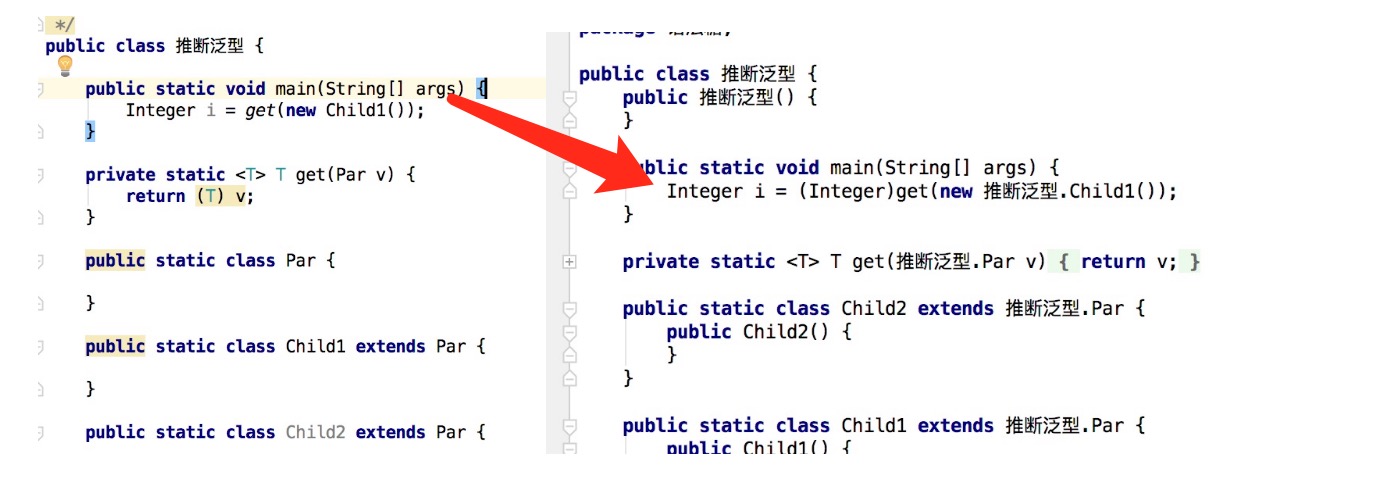 */
public class 推断泛型 {
public static void main(String[] args) {
Integer i = get(new Child1());
}
private static <T> T get(Par v) {
return (T) v;
}
public static class Par {
}
public static class Child1 extends Par {
}
public static class Child2 extends Par {
public class 推断泛型 {
public 推断泛型() {
}
ublic static void main(String[] args) {
Integer i = (Integer)get(new 推断泛型.Child1());
}
private static <T> T get(推断泛型.Par v) { return v; }
public static class Child2 extends 推断泛型.Par {
public Child2() {
}
}
public static class Child1 extends 推断泛型.Par {
public Child1() {